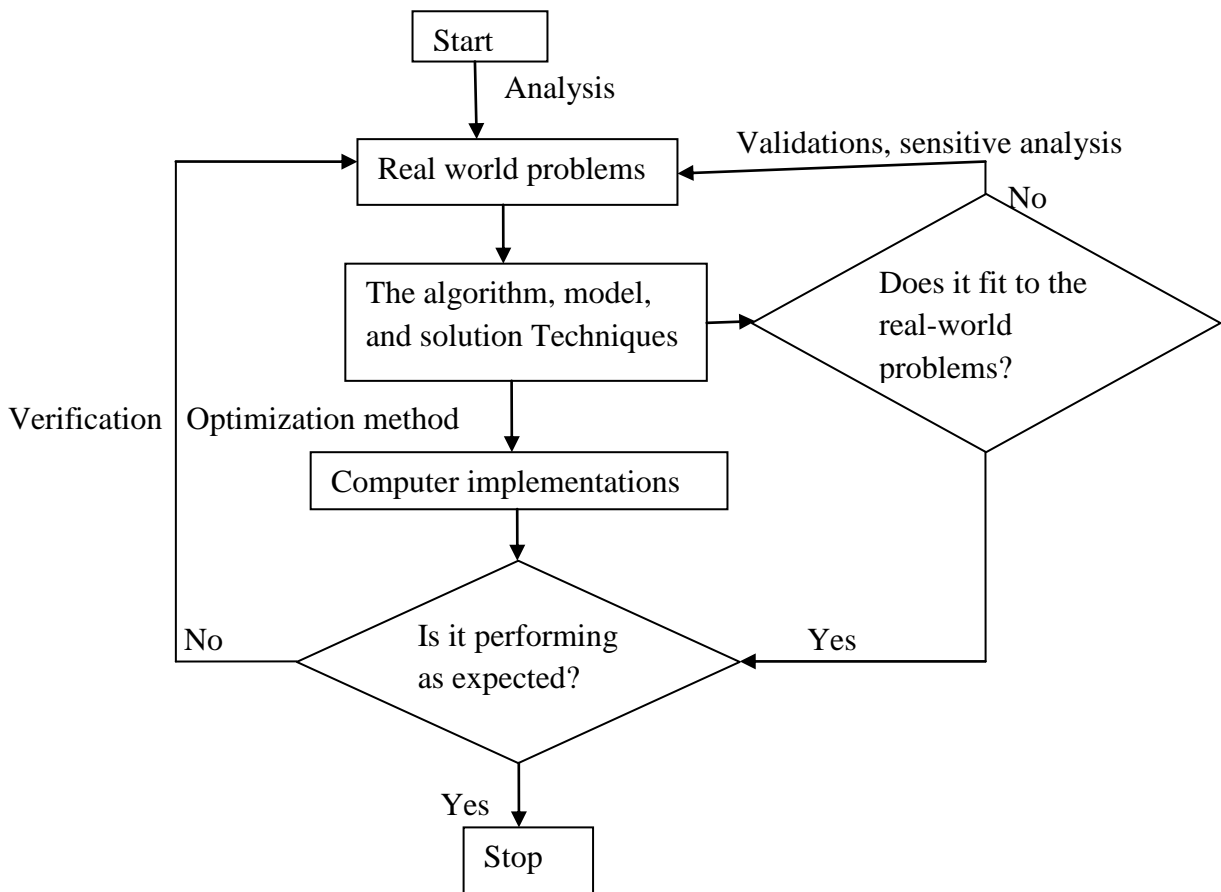 Start
Analysis
Validations, sensitive analysis
Real world problems
No
The algorithm, model,
and solution Techniques
Does it fit to the
real-world
problems?
Verification
Optimization method
Computer implementations
No
Is it performing
as expected?
Yes
Yes
Stop